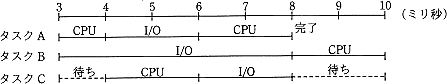 3 4 5 6 7 8 9 10 (ミリ秒)
タスクA CPU I/O CPU 完了
タスクB I/O CPU
タスクC 待ち CPU I/O 待ち